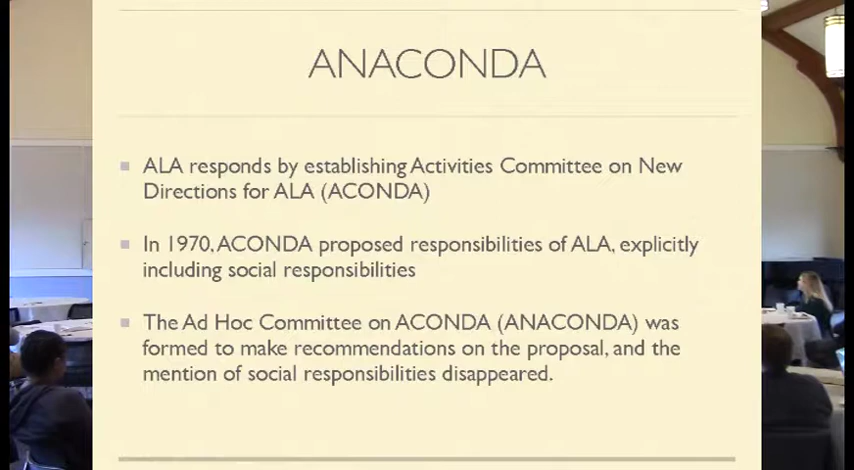 ANACONDA
ALA responds by establishing Activities Committee on New
Directions for ALA (ACONDA)
In 1970, ACONDA proposed responsibilities of ALA, explicitly
including social responsibilities
The Ad Hoc Committee on ACONDA (ANACONDA) was
formed to make recommendations on the proposal, and the
mention of social responsibilities disappeared.